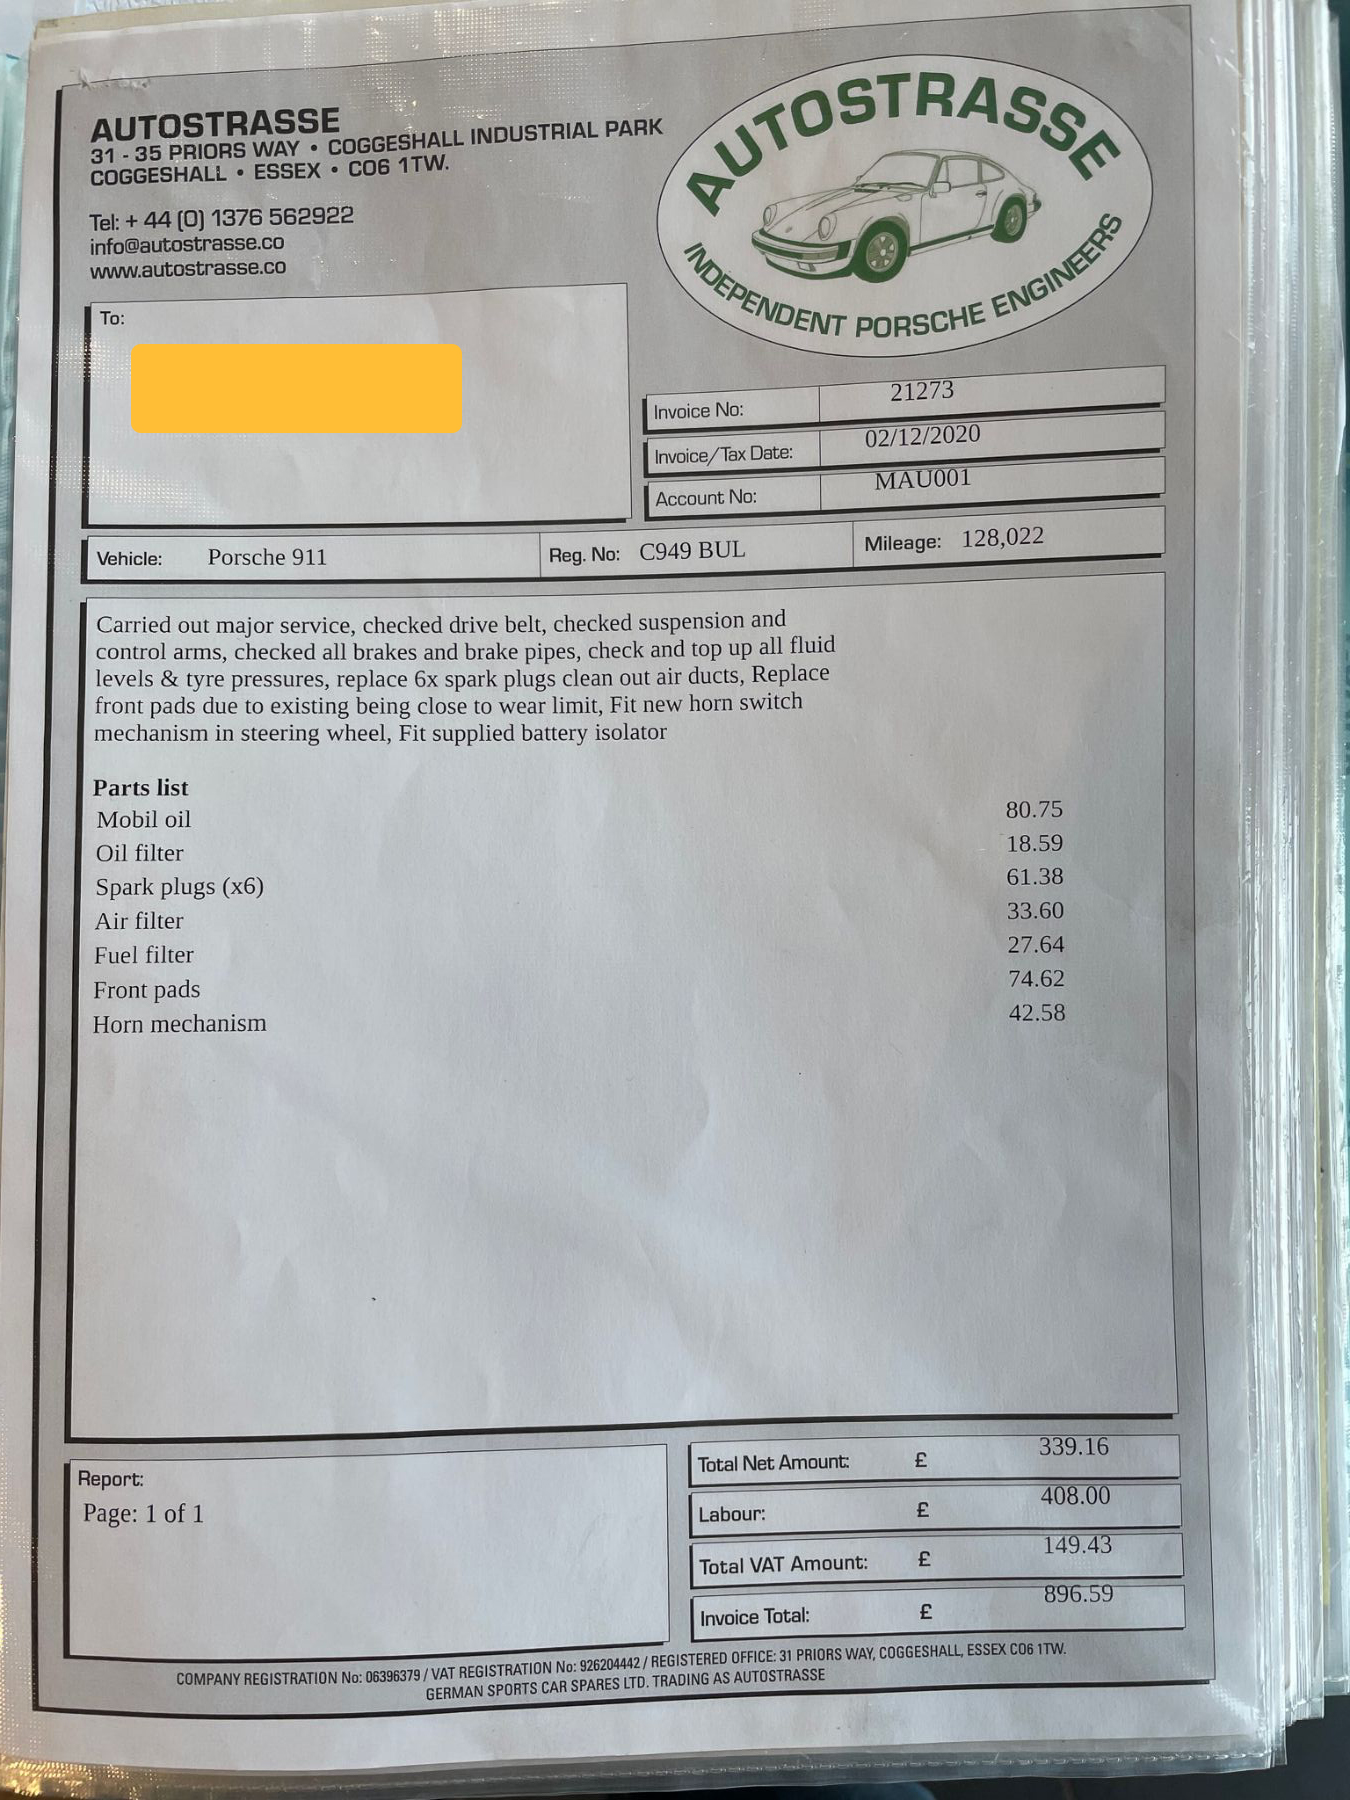 AUTOSTRASSE
31 - 35 PRIORS WAY • COGGESHALL INDUSTRIAL PARK
COGGESHALL • ESSEX • CO6 1TW.
Tel: + 44 (0) 1376 562922
info@autostrasse.co
www.autostrasse.co
AUTOSTRASSE
INDEPENDENT PORSCHE ENGINEERS
To:
Invoice No: 21273
Invoice/Tax Date: 02/12/2020
Account No: MAU001
Vehicle: Porsche 911 Reg. No: C949 BUL Mileage: 128,022
Carried out major service, checked drive belt, checked suspension and
control arms, checked all brakes and brake pipes, check and top up all fluid
levels & tyre pressures, replace 6x spark plugs clean out air ducts, Replace
front pads due to existing being close to wear limit, Fit new horn switch
mechanism in steering wheel, Fit supplied battery isolator
Parts list
Mobil oil 80.75
Oil filter 18.59
Spark plugs (x6) 61.38
Air filter 33.60
Fuel filter 27.64
Front pads 74.62
Horn mechanism 42.58
Report:
Page: 1 of 1
Total Net Amount: £ 339.16
Labour: £ 408.00
Total VAT Amount: £ 149.43
Invoice Total: £ 896.59
COMPANY REGISTRATION No: 06396379 / VAT REGISTRATION No: 926204442 / REGISTERED OFFICE: 31 PRIORS WAY, COGGESHALL, ESSEX CO6 1TW.
GERMAN SPORTS CAR SPARES LTD. TRADING AS AUTOSTRASSE